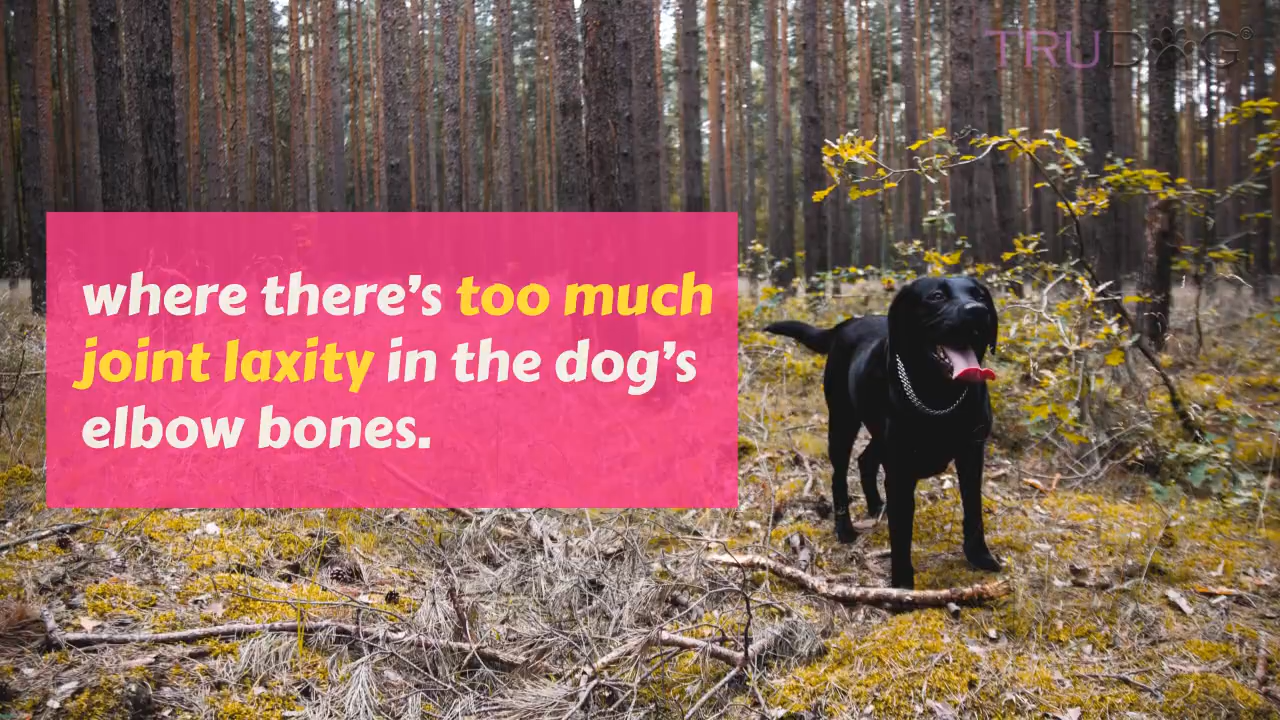 TRUDOG®
where there's too much
joint laxity in the dog's
elbow bones.